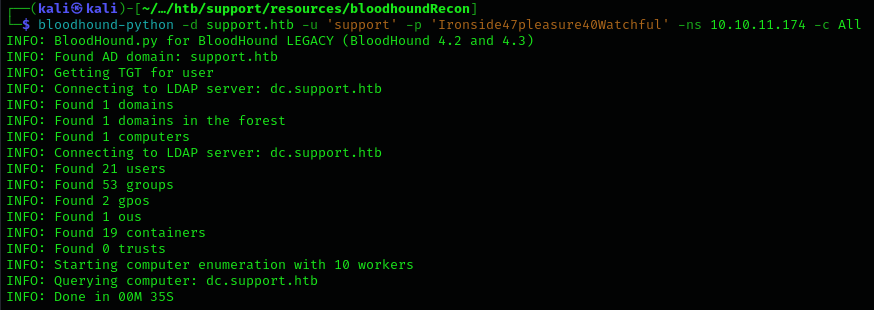 ┌──(kali㉿kali)-[~/…/htb/support/resources/bloodhoundRecon]
└─$ bloodhound-python -d support.htb -u 'support' -p 'Ironside47pleasure40Watchful' -ns 10.10.11.174 -c All
INFO: BloodHound.py for BloodHound LEGACY (BloodHound 4.2 and 4.3)
INFO: Found AD domain: support.htb
INFO: Getting TGT for user
INFO: Connecting to LDAP server: dc.support.htb
INFO: Found 1 domains
INFO: Found 1 domains in the forest
INFO: Found 1 computers
INFO: Connecting to LDAP server: dc.support.htb
INFO: Found 21 users
INFO: Found 53 groups
INFO: Found 2 gpos
INFO: Found 1 ous
INFO: Found 19 containers
INFO: Found 0 trusts
INFO: Starting computer enumeration with 10 workers
INFO: Querying computer: dc.support.htb
INFO: Done in 00M 35S